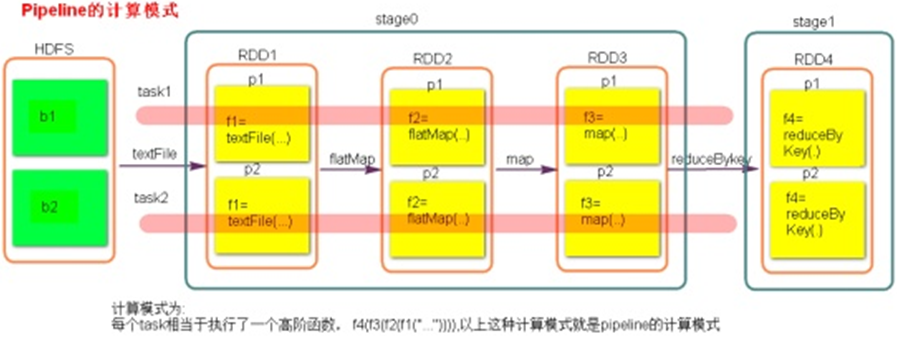 Pipeline的计算模式
stage0
stage1
HDFS
RDD1
RDD2
RDD3
RDD4
p1
p1
p1
p1
task1
b1
f1=
textFile(...)
f2=
flatMap(..)
f3=
map(..)
f4=
reduceBy
Key(.)
textFile
flatMap
map
reduceBykey
p2
p2
p2
p2
task2
b2
f1=
textFile(...)
f2=
flatMap(..)
f3=
map(..)
f4=
reduceBy
Key(.)
计算模式为:
每个task相当于执行了一个高阶函数。 f4(f3(f2(f1("...")))),以上这种计算模式就是pipeline的计算模式